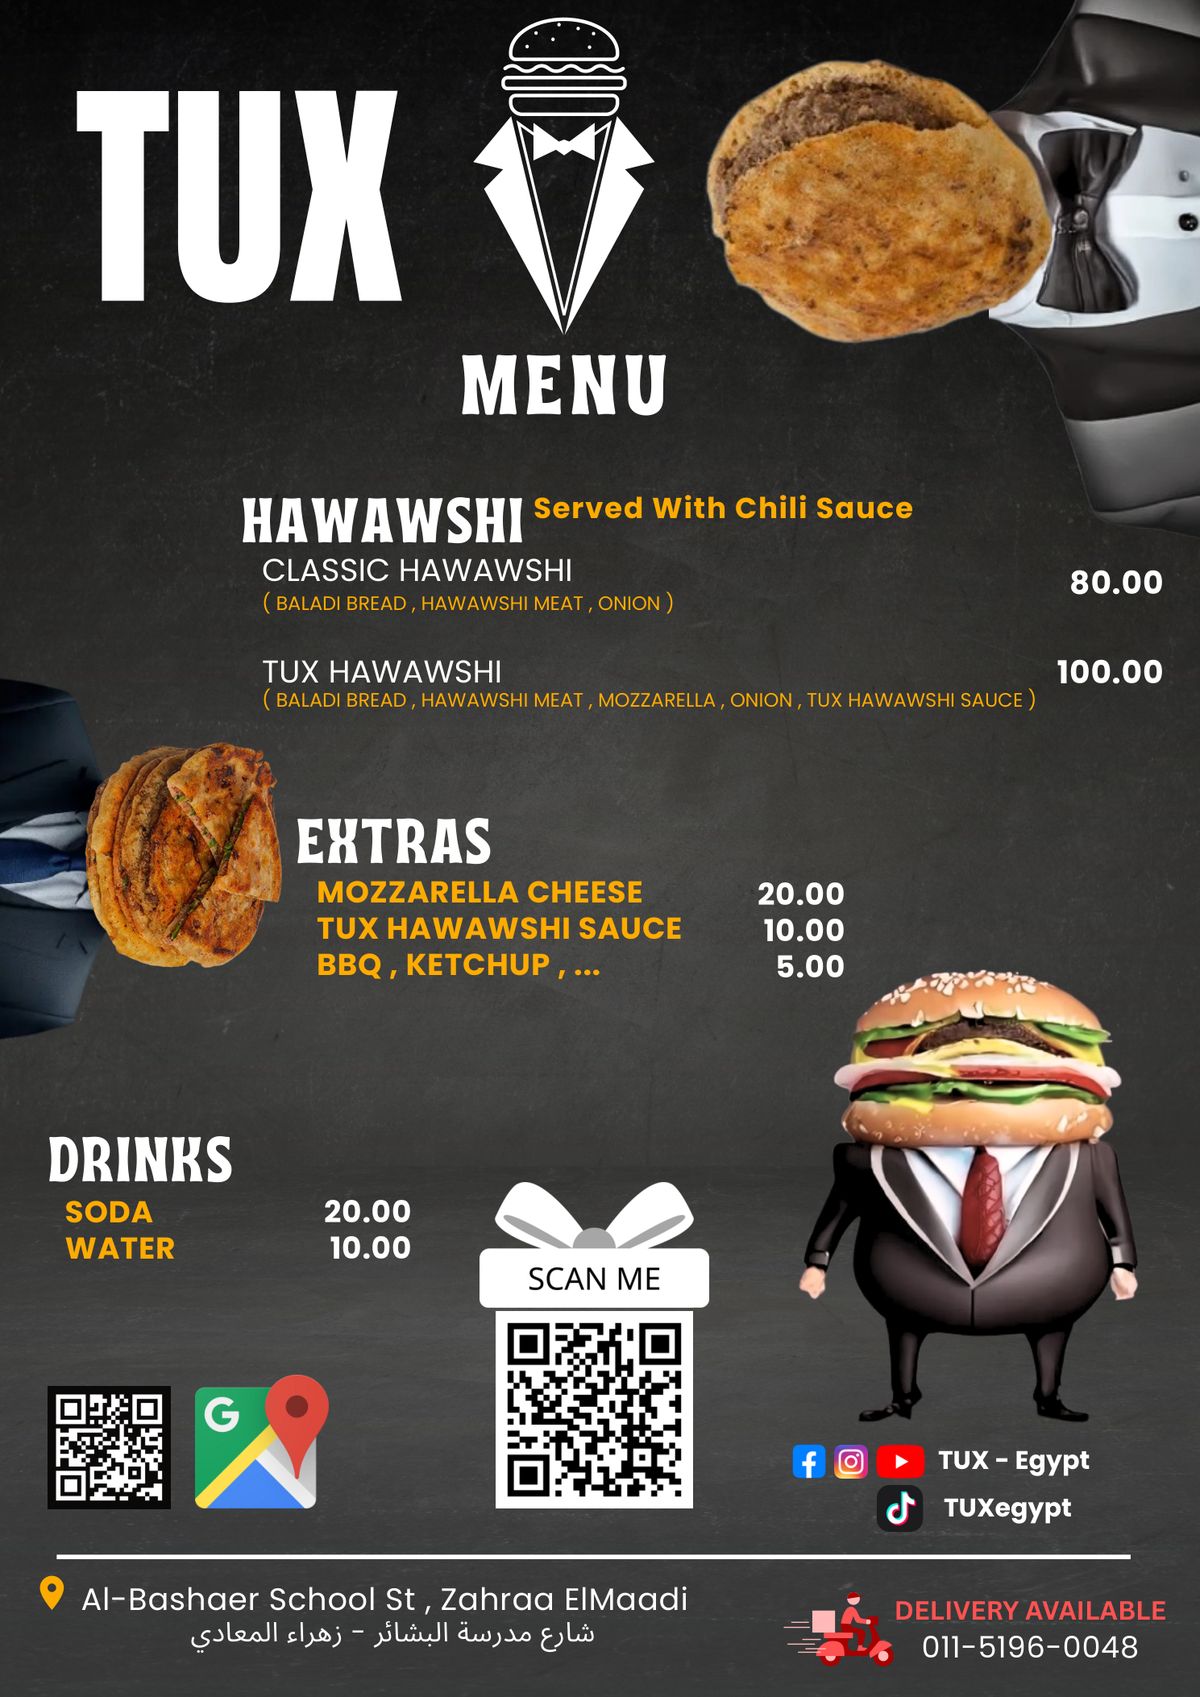 TUX
MENU
HAWAWSHI Served With Chili Sauce
CLASSIC HAWAWSHI 80.00
( BALADI BREAD , HAWAWSHI MEAT , ONION )
TUX HAWAWSHI 100.00
( BALADI BREAD , HAWAWSHI MEAT , MOZZARELLA , ONION , TUX HAWAWSHI SAUCE )
EXTRAS
MOZZARELLA CHEESE 20.00
TUX HAWAWSHI SAUCE 10.00
BBQ , KETCHUP , ... 5.00
DRINKS
SODA 20.00
WATER 10.00
SCAN ME
G
TUX - Egypt
TUXegypt
Al-Bashaer School St , Zahraa ElMaadi
شارع مدرسة البشائر - زهراء المعادي
DELIVERY AVAILABLE
011-5196-0048